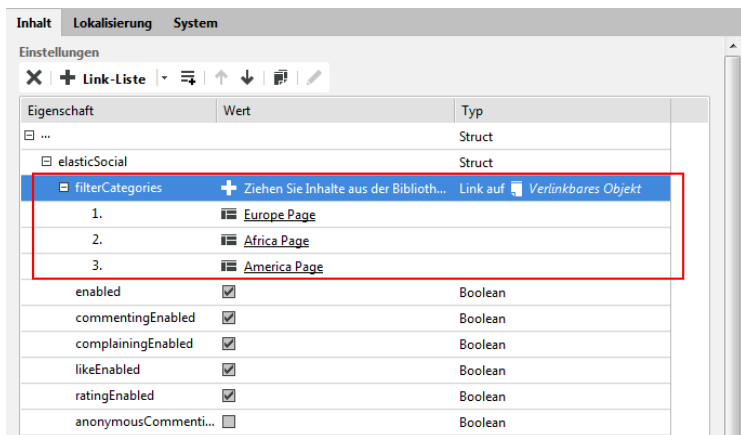 Inhalt Lokalisierung System
Einstellungen
Link-Liste
Eigenschaft Wert Typ
... Struct
elasticSocial Struct
filterCategories Ziehen Sie Inhalte aus der Biblioth... Link auf Verlinkbares Objekt
1. Europe Page
2. Africa Page
3. America Page
enabled Boolean
commentingEnabled Boolean
complainingEnabled Boolean
likeEnabled Boolean
ratingEnabled Boolean
anonymousCommenti... Boolean